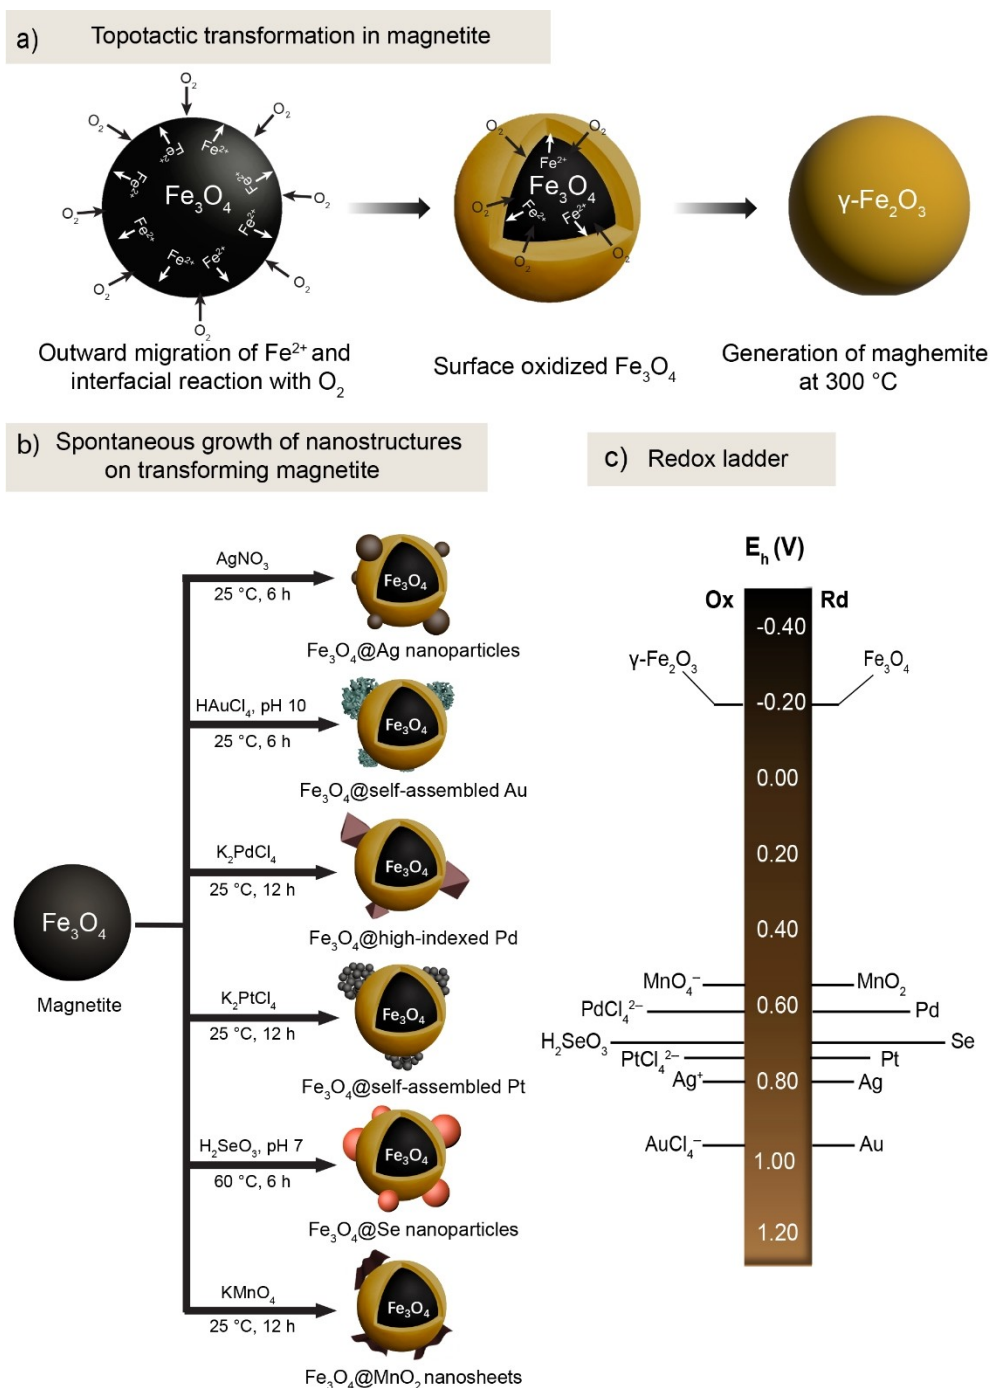 a) Topotactic transformation in magnetite
O₂
O₂
O₂
O₂
O₂
O₂
O₂
O₂
O₂
Fe²⁺
Fe²⁺
Fe²⁺
Fe²⁺
Fe²⁺
Fe²⁺
Fe²⁺
Fe²⁺
Fe₃O₄
Outward migration of Fe²⁺ and
interfacial reaction with O₂
O₂
O₂
O₂
O₂
O₂
Fe²⁺
Fe₃O₄
Fe²⁺
Fe²⁺
Surface oxidized Fe₃O₄
γ-Fe₂O₃
Generation of maghemite
at 300 °C
b) Spontaneous growth of nanostructures
on transforming magnetite
Fe₃O₄
Magnetite
AgNO₃
25 °C, 6 h
Fe₃O₄
Fe₃O₄@Ag nanoparticles
HAuCl₄, pH 10
25 °C, 6 h
Fe₃O₄
Fe₃O₄@self-assembled Au
K₂PdCl₄
25 °C, 12 h
Fe₃O₄
Fe₃O₄@high-indexed Pd
K₂PtCl₄
25 °C, 12 h
Fe₃O₄
Fe₃O₄@self-assembled Pt
H₂SeO₃, pH 7
60 °C, 6 h
Fe₃O₄
Fe₃O₄@Se nanoparticles
KMnO₄
25 °C, 12 h
Fe₃O₄
Fe₃O₄@MnO₂ nanosheets
c) Redox ladder
Eₕ (V)
Ox Rd
-0.40
γ-Fe₂O₃ Fe₃O₄
-0.20
0.00
0.20
0.40
MnO₄⁻ MnO₂
PdCl₄²⁻ 0.60 Pd
H₂SeO₃ Se
PtCl₄²⁻ Pt
Ag⁺ 0.80 Ag
AuCl₄⁻ Au
1.00
1.20